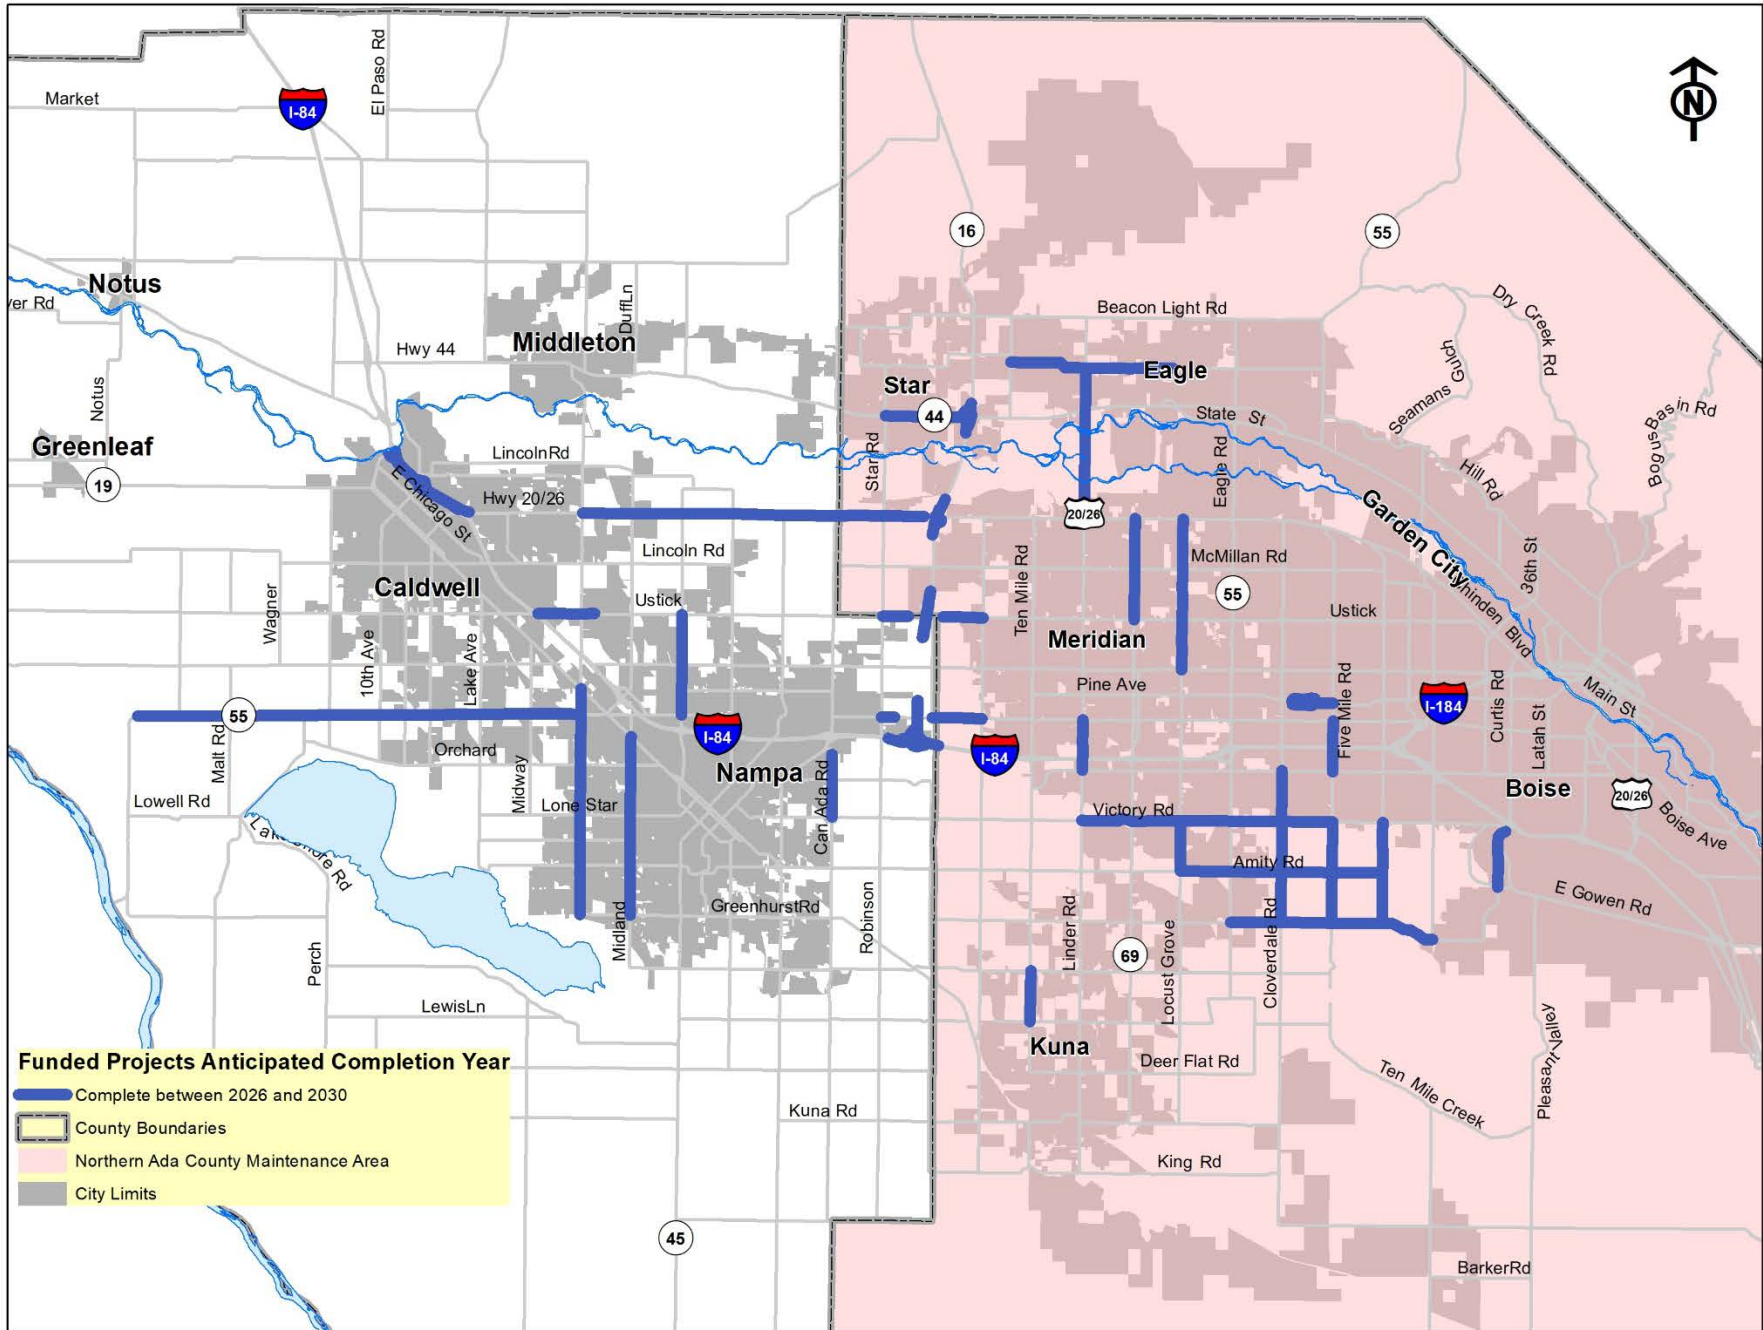 Market
I-84
El Paso Rd
N
16
55
Notus
ver Rd
Duff Ln
Beacon Light Rd
Dry Creek Rd
Middleton
Hwy 44
Eagle
Seamans Gulch
Notus
Star
44
State St
Bogus Basin Rd
Greenleaf
19
Lincoln Rd
Star Rd
Eagle Rd
Hill Rd
E Chicago St
Hwy 20/26
20/26
Garden City
Lincoln Rd
McMillan Rd
36th St
Caldwell
Ustick
Ten Mile Rd
55
Ustick
hinden Blvd
Wagner
Meridian
10th Ave
Lake Ave
Pine Ave
Five Mile Rd
I-184
Curtis Rd
Main St
55
Malt Rd
I-84
I-84
Latah St
Orchard
Nampa
Boise
20/26
Lowell Rd
Midway
Lone Star
Can Ada Rd
Victory Rd
Boise Ave
Amity Rd
E Gowen Rd
Greenhurst Rd
Midland
Robinson
Linder Rd
69
Locust Grove
Cloverdale Rd
Perch
Lewis Ln
Kuna
Deer Flat Rd
Ten Mile Creek
Pleasant Valley
Funded Projects Anticipated Completion Year
Complete between 2026 and 2030
County Boundaries
Northern Ada County Maintenance Area
City Limits
Kuna Rd
King Rd
45
Barker Rd